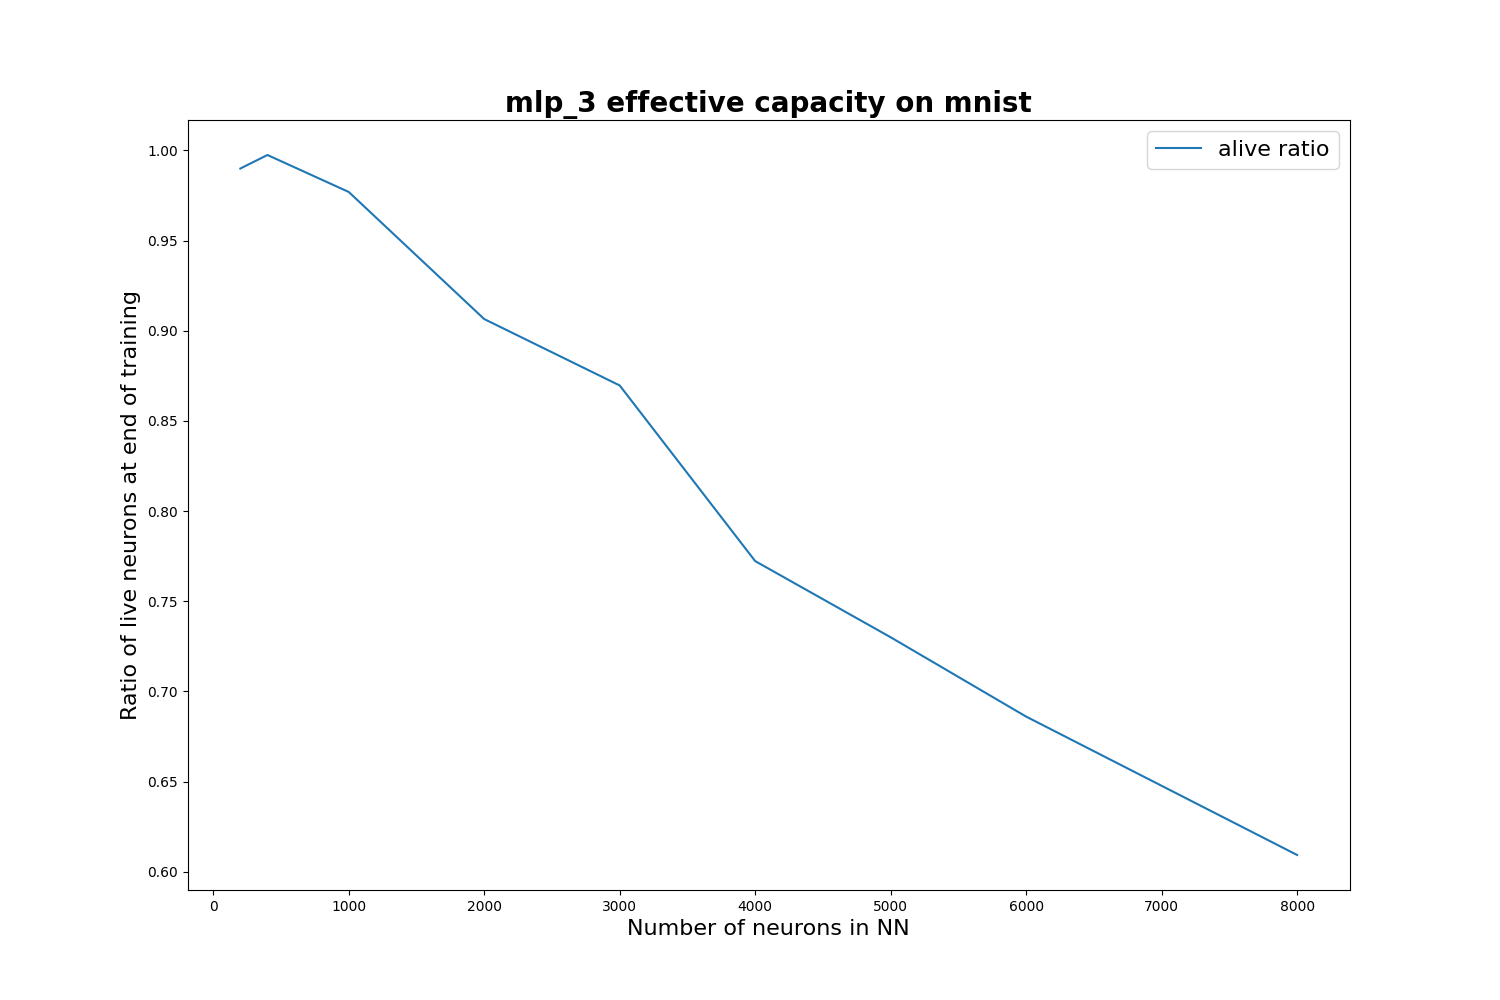 mlp_3 effective capacity on mnist
alive ratio
Ratio of live neurons at end of training
1.00
0.95
0.90
0.85
0.80
0.75
0.70
0.65
0.60
0 1000 2000 3000 4000 5000 6000 7000 8000
Number of neurons in NN